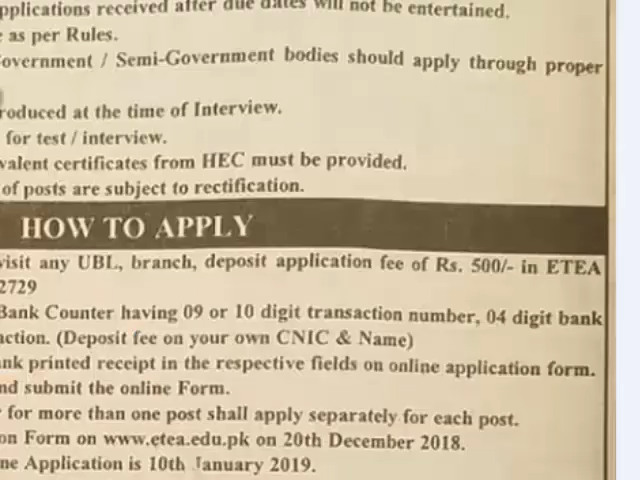 pplications received after due dates will not be entertained.
as per Rules.
overnment / Semi-Government bodies should apply through proper
roduced at the time of Interview.
for test / interview.
valent certificates from HEC must be provided.
of posts are subject to rectification.
HOW TO APPLY
visit any UBL, branch, deposit application fee of Rs. 500/- in ETEA
2729
Bank Counter having 09 or 10 digit transaction number, 04 digit bank
action. (Deposit fee on your own CNIC & Name)
nk printed receipt in the respective fields on online application form.
nd submit the online Form.
for more than one post shall apply separately for each post.
on Form on www.etea.edu.pk on 20th December 2018.
ne Application is 10th January 2019.